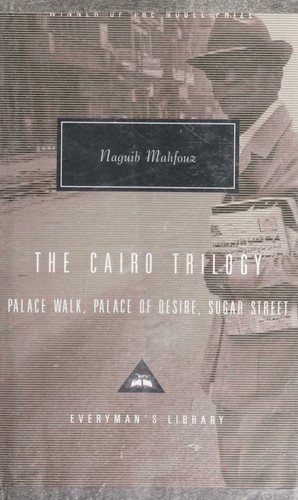 WINNER OF THE NOBEL PRIZE
Naguib Mahfouz
THE CAIRO TRILOGY
PALACE WALK, PALACE OF DESIRE, SUGAR STREET
EVERYMAN'S LIBRARY